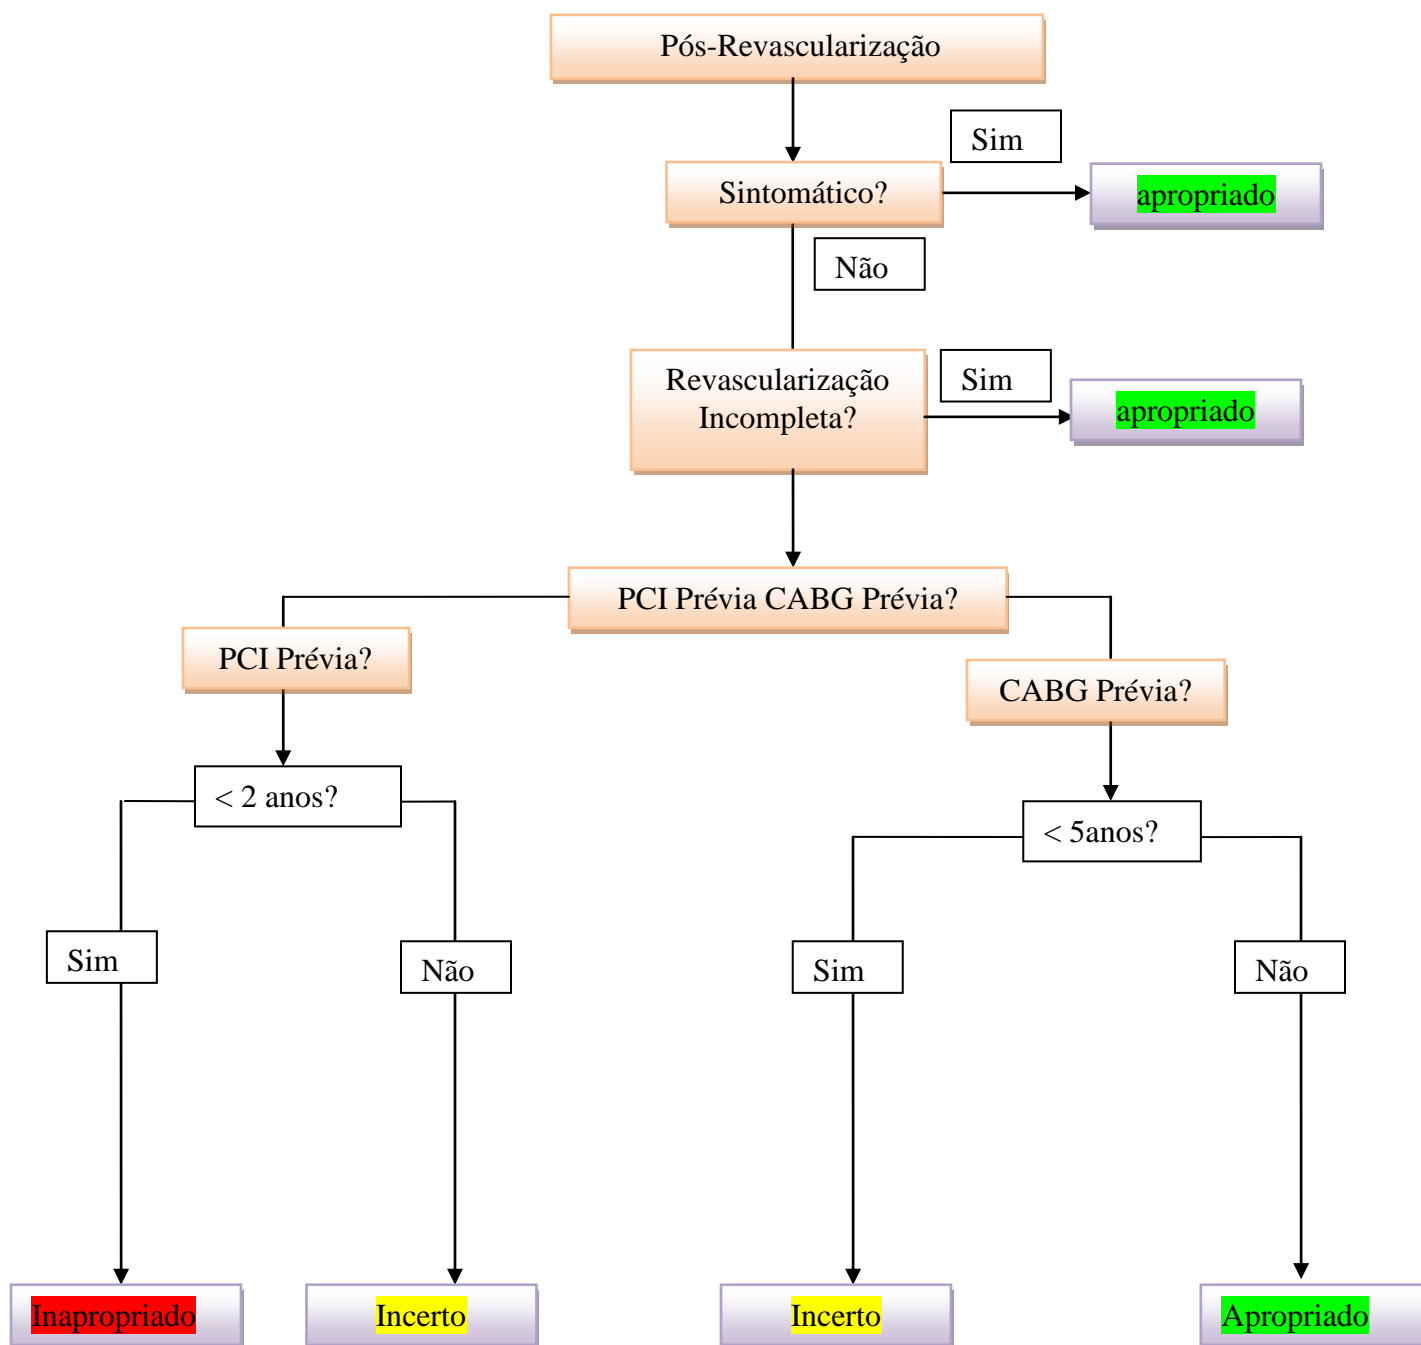 Pós-Revascularização
Sim
Sintomático?
apropriado
Não
Revascularização
Incompleta?
Sim
apropriado
PCI Prévia CABG Prévia?
PCI Prévia?
CABG Prévia?
< 2 anos?
< 5anos?
Sim
Não
Sim
Não
Inapropriado
Incerto
Incerto
Apropriado